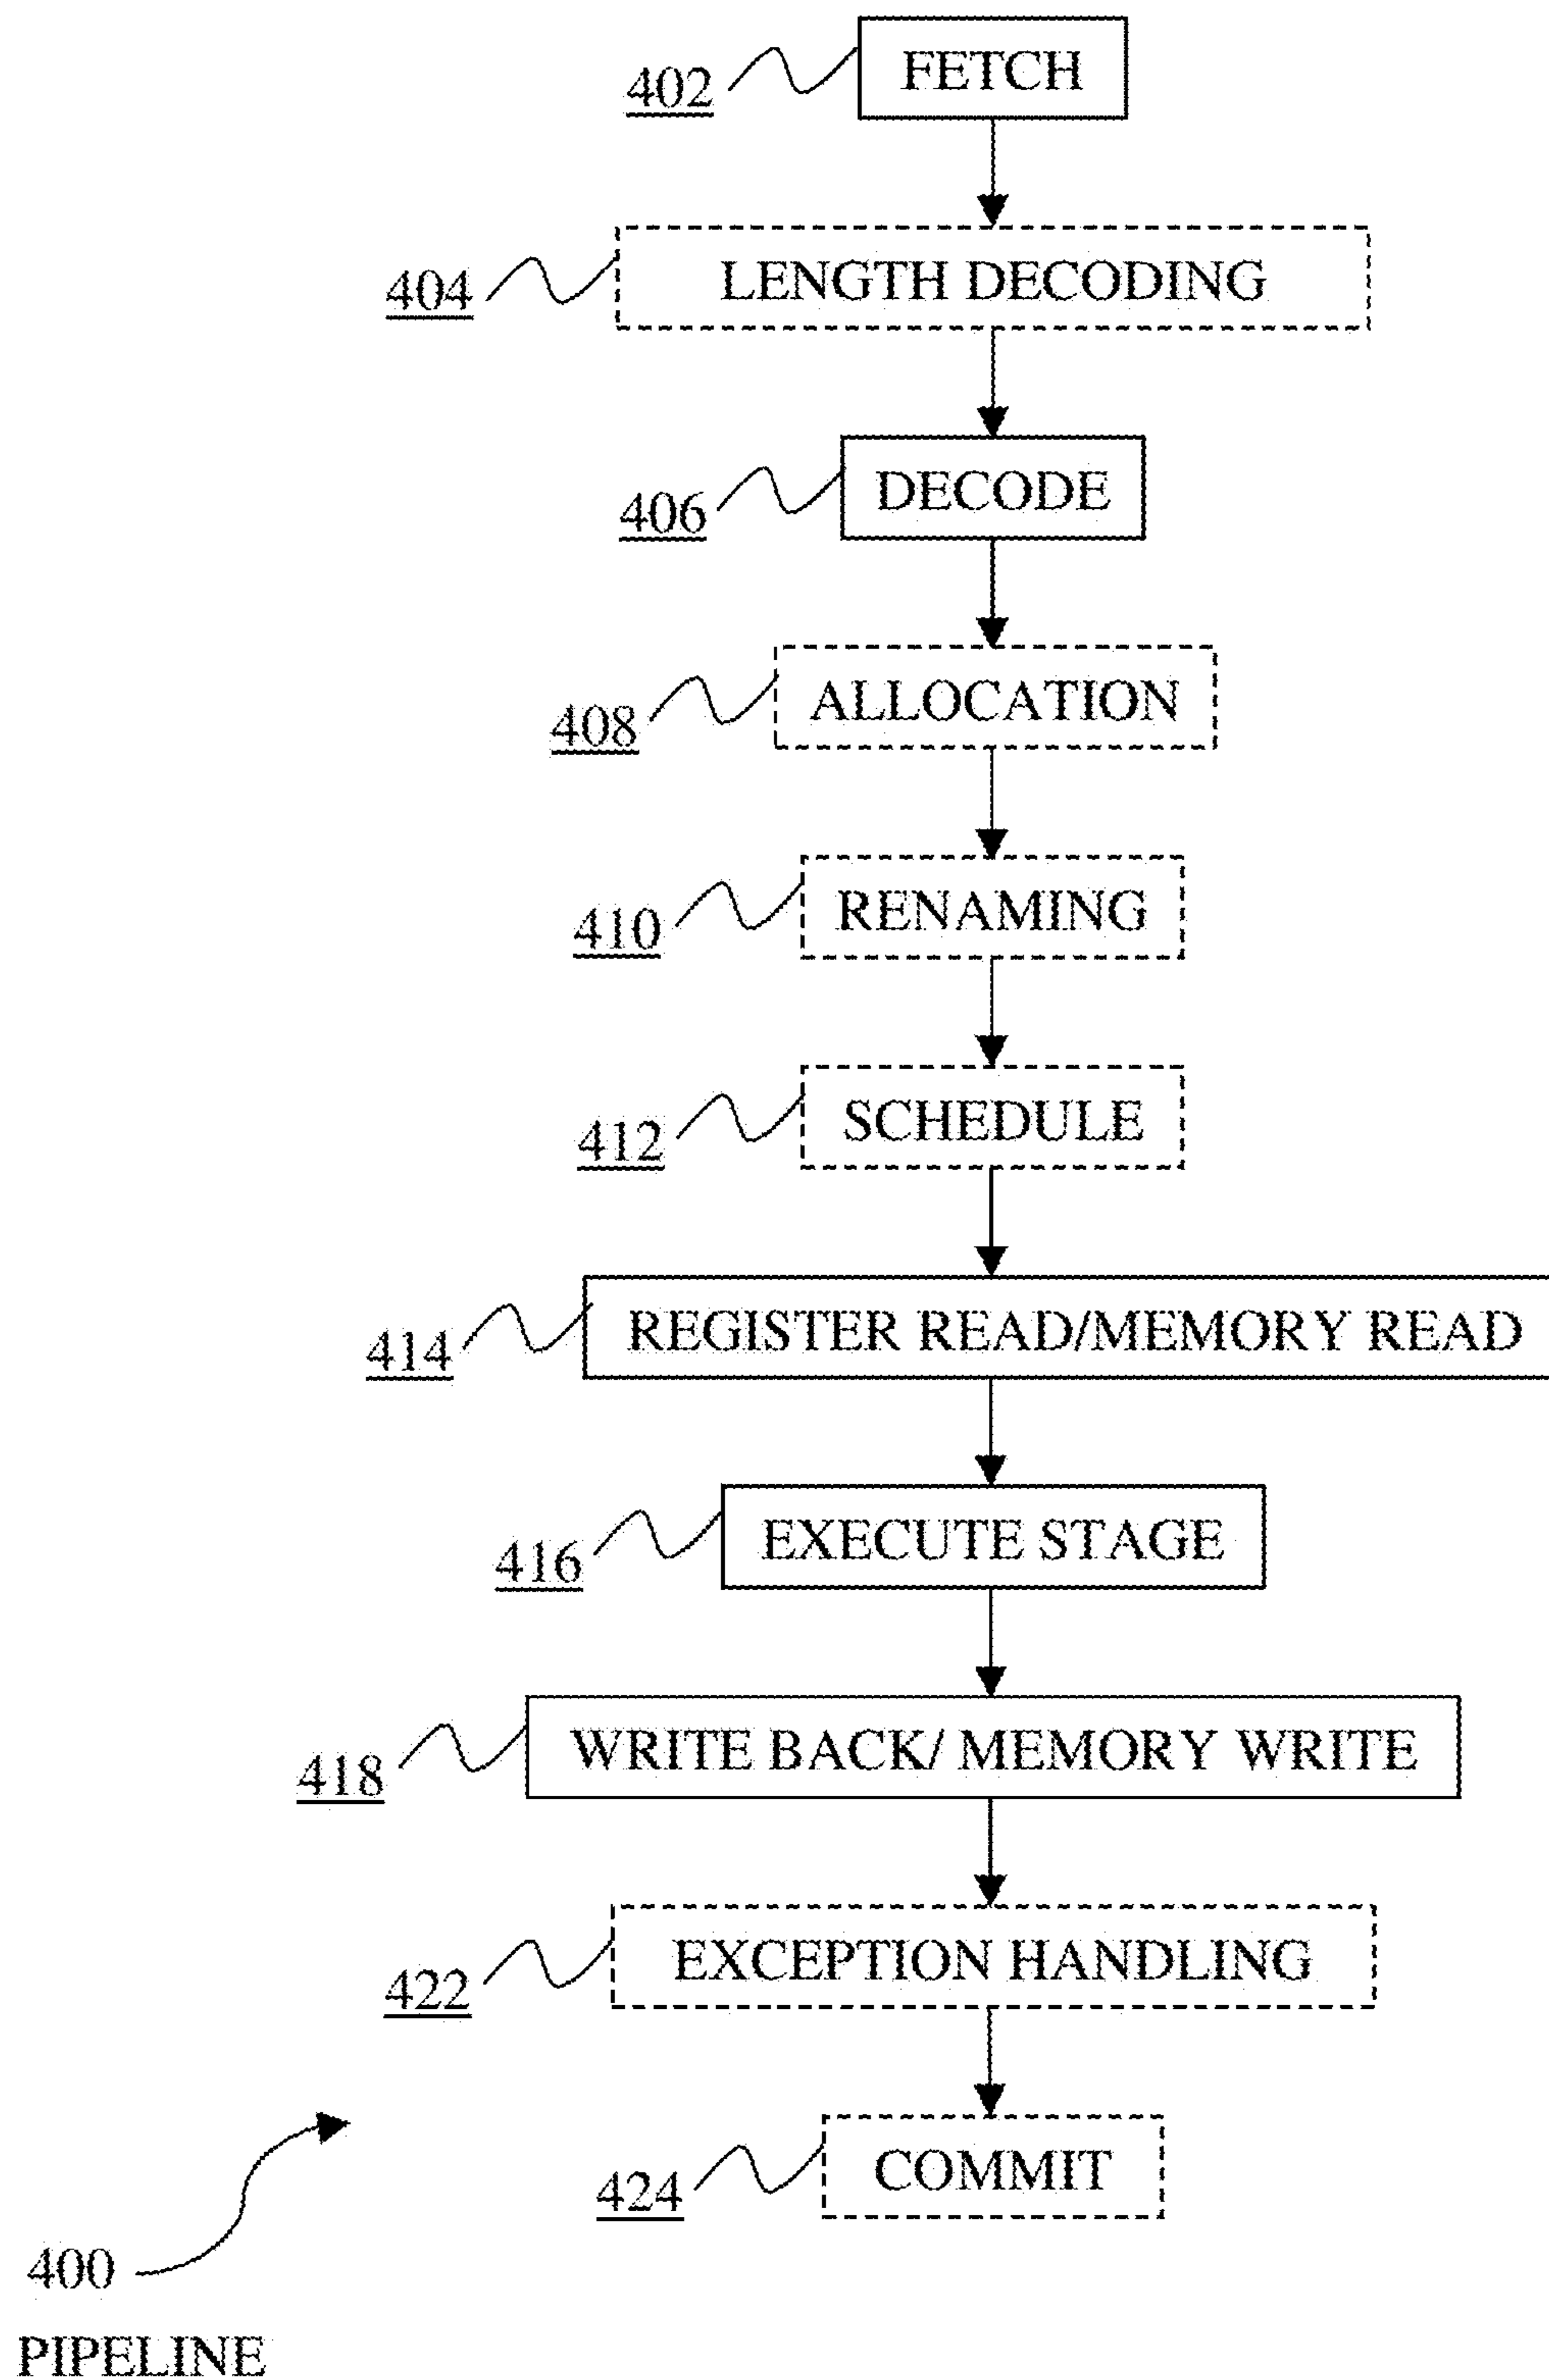 402 FETCH
404 LENGTH DECODING
406 DECODE
408 ALLOCATION
410 RENAMING
412 SCHEDULE
414 REGISTER READ/MEMORY READ
416 EXECUTE STAGE
418 WRITE BACK/ MEMORY WRITE
422 EXCEPTION HANDLING
424 COMMIT
400
PIPELINE